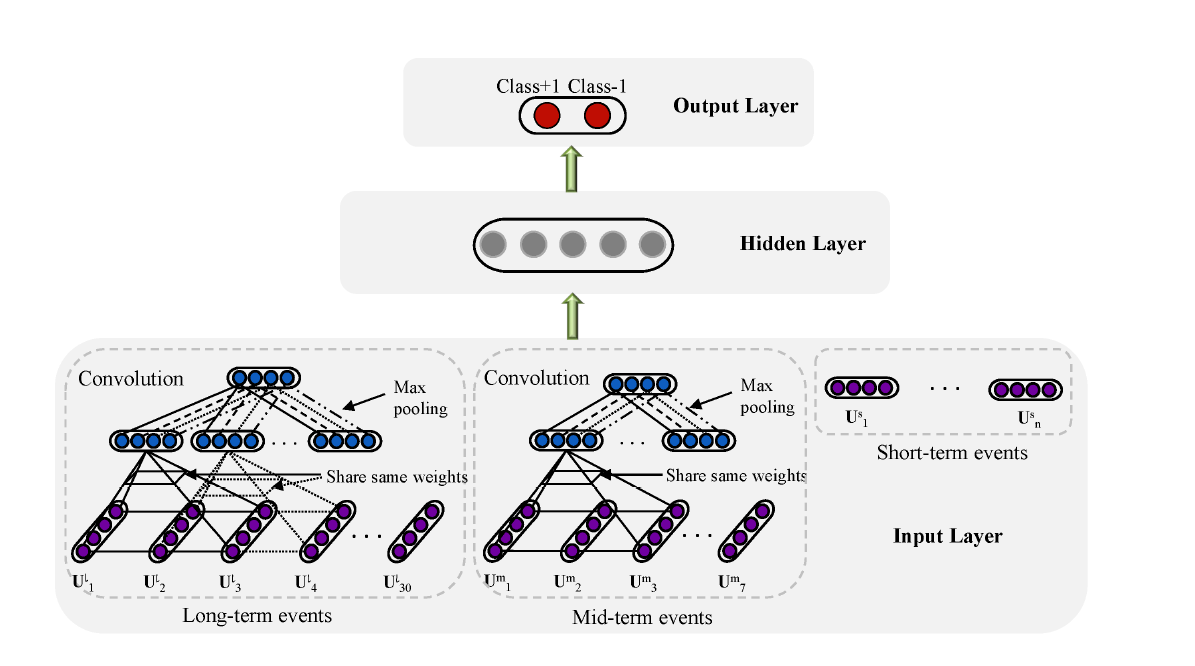 Class+1 Class-1
Output Layer
Hidden Layer
Convolution
Max
pooling
. . .
Share same weights
. . .
U^l_1 U^l_2 U^l_3 U^l_4 U^l_30
Long-term events
Convolution
Max
pooling
. . .
Share same weights
. . .
U^m_1 U^m_2 U^m_3 U^m_7
Mid-term events
. . .
U^s_1 U^s_n
Short-term events
Input Layer